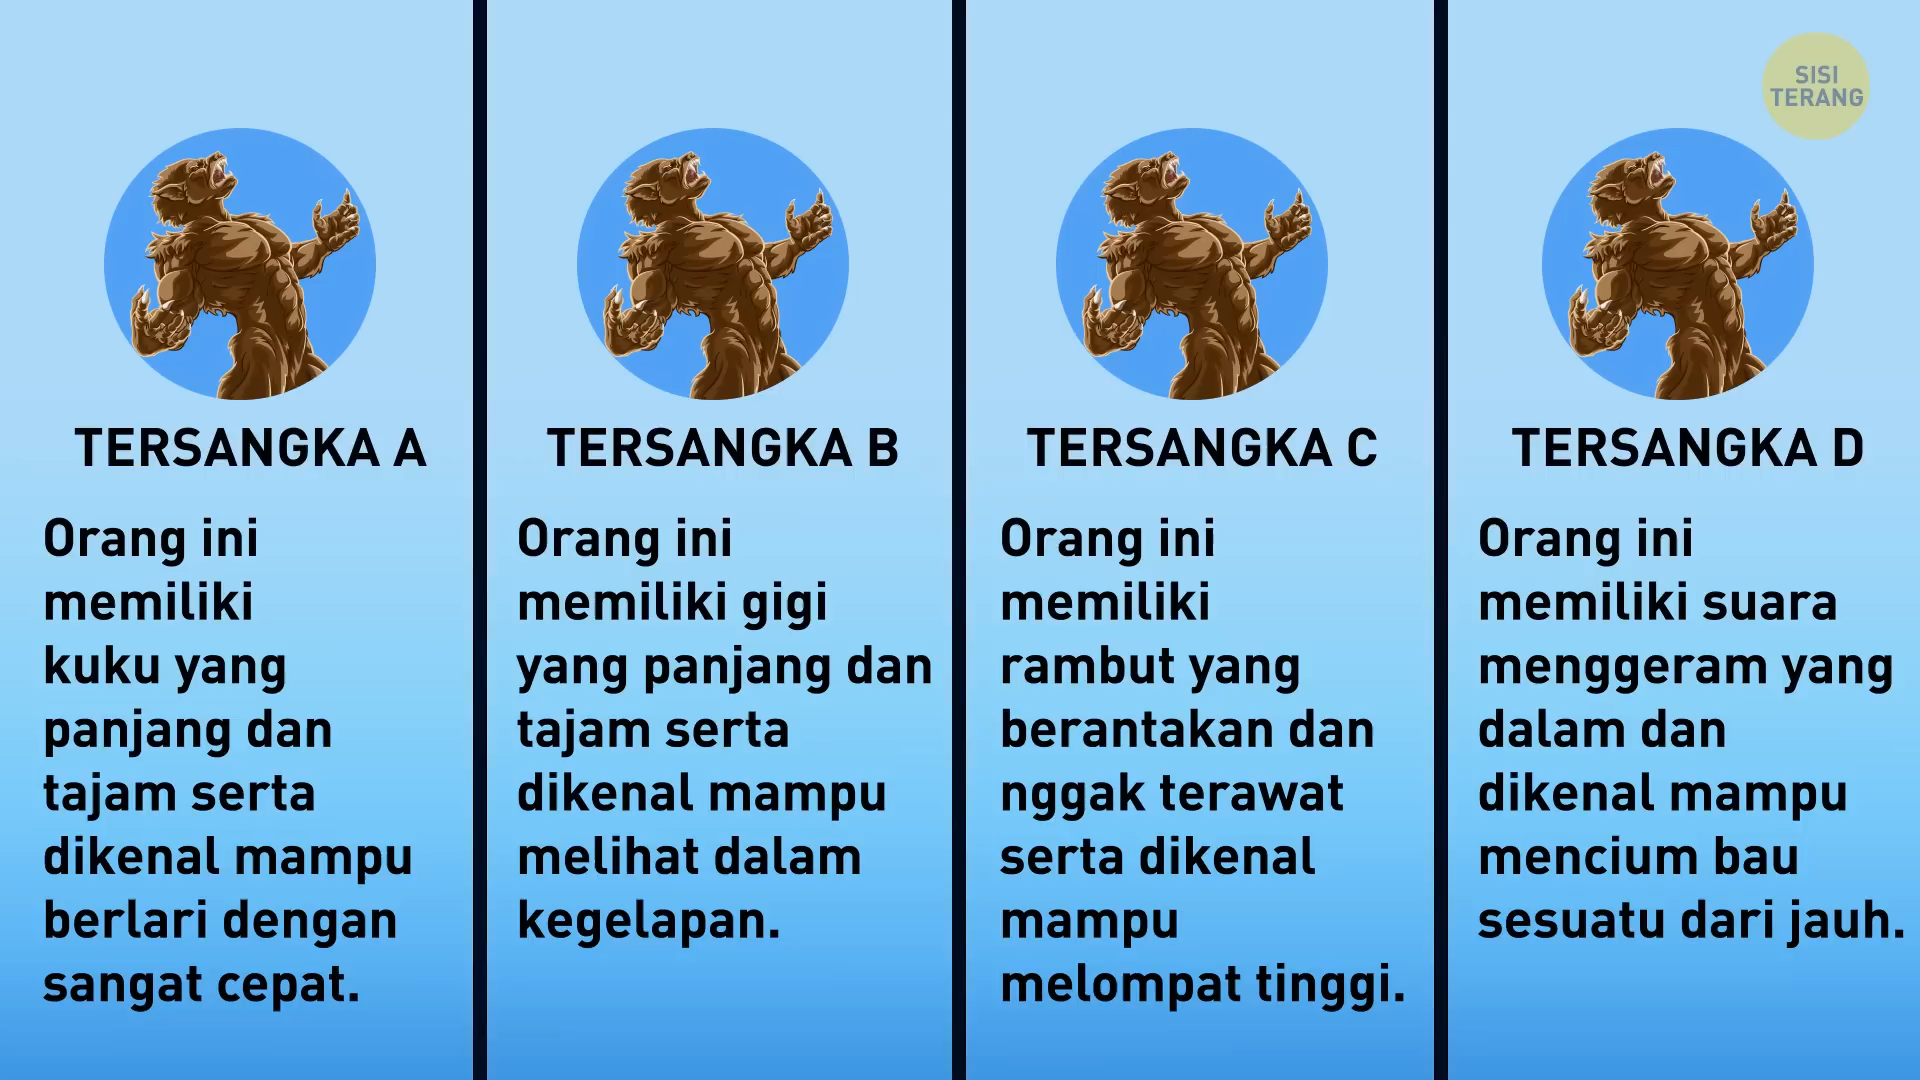 SISI
TERANG
TERSANGKA A
Orang ini
memiliki
kuku yang
panjang dan
tajam serta
dikenal mampu
berlari dengan
sangat cepat.
TERSANGKA B
Orang ini
memiliki gigi
yang panjang dan
tajam serta
dikenal mampu
melihat dalam
kegelapan.
TERSANGKA C
Orang ini
memiliki
rambut yang
berantakan dan
nggak terawat
serta dikenal
mampu
melompat tinggi.
TERSANGKA D
Orang ini
memiliki suara
menggeram yang
dalam dan
dikenal mampu
mencium bau
sesuatu dari jauh.